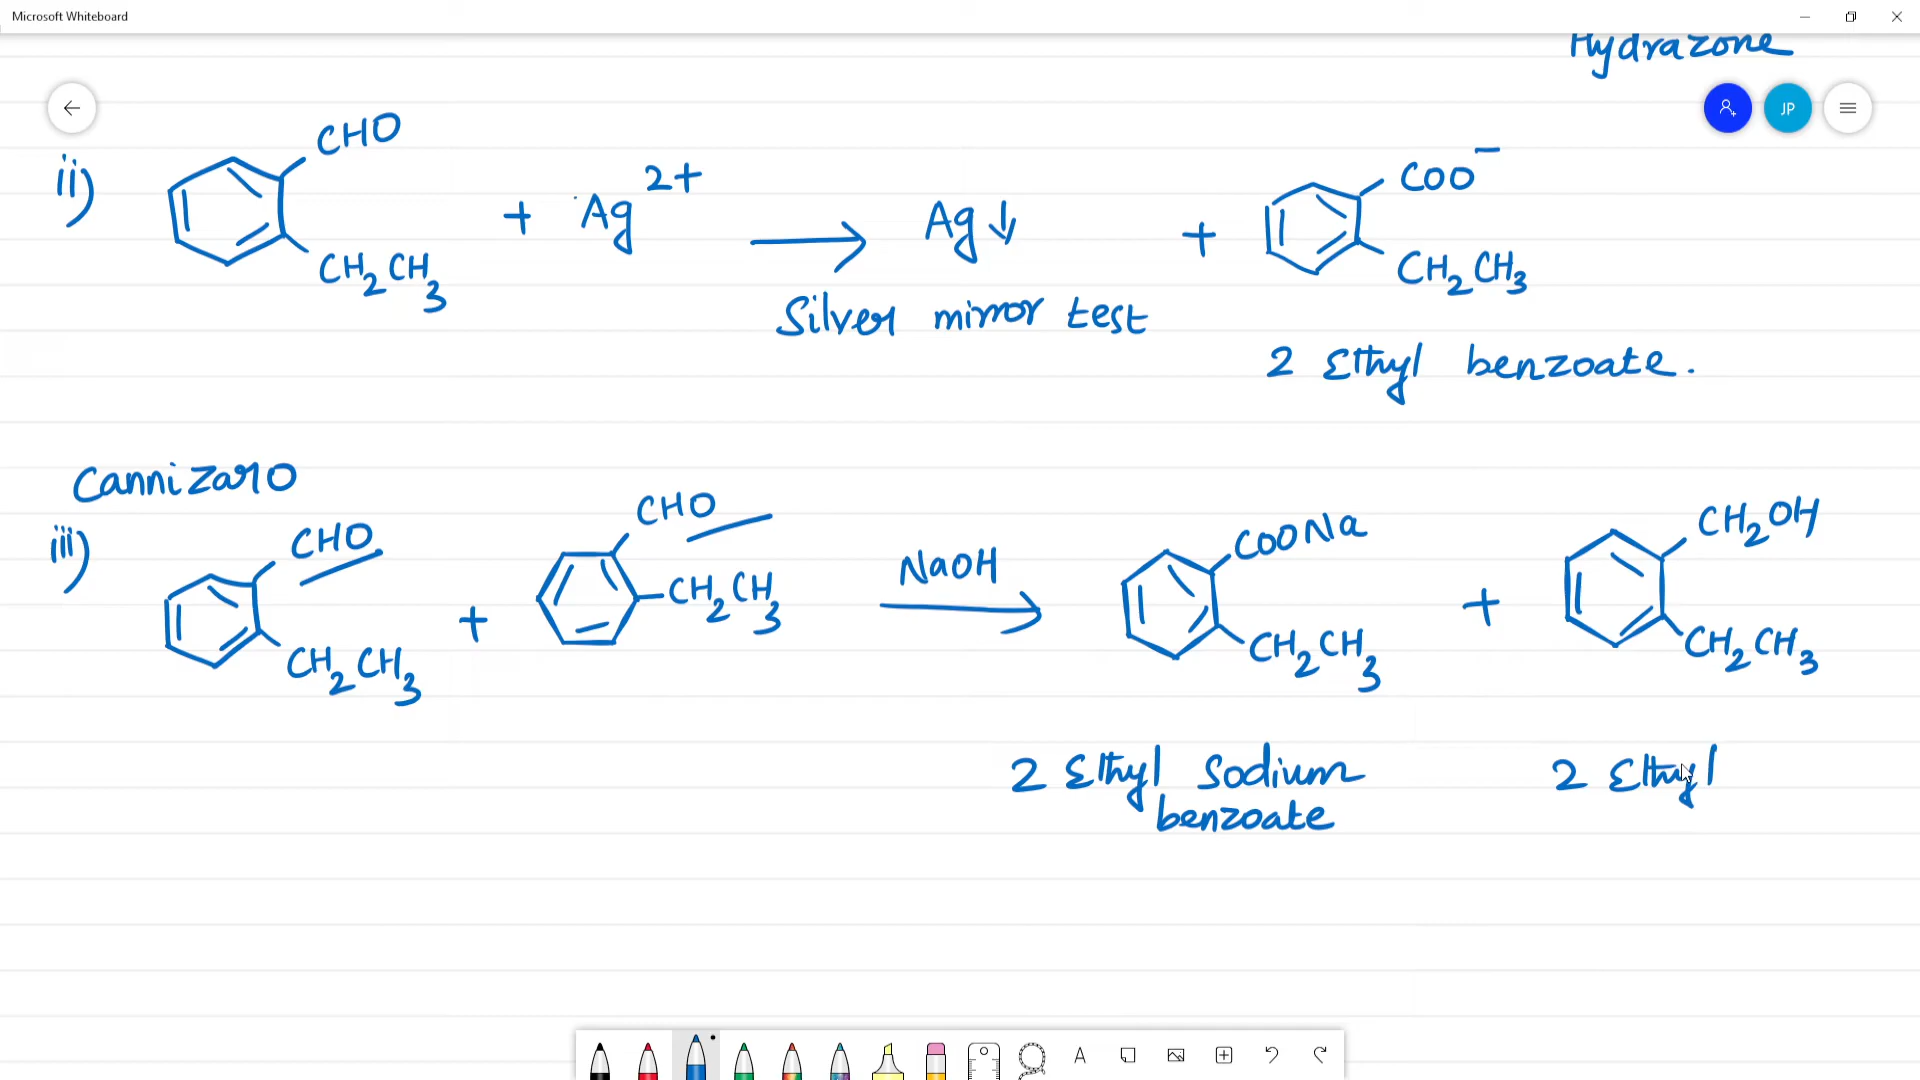 Microsoft Whiteboard
Hydrazone
JP
ii) CHO CH₂CH₃ + Ag²⁺ → Ag↓ + COO⁻ CH₂CH₃
Silver mirror test
2 Ethyl benzoate.
Cannizaro
iii) CHO CH₂CH₃ + CHO CH₂CH₃ NaOH → COONa CH₂CH₃ + CH₂OH CH₂CH₃
2 Ethyl Sodium
benzoate
2 Ethyl
A